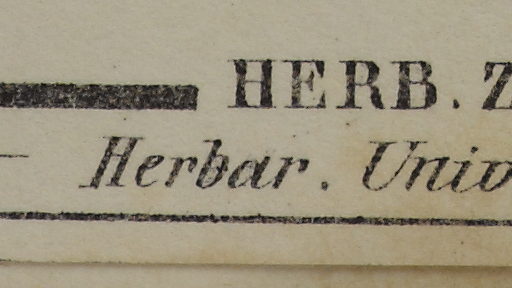 HERB. Z
Herbar. Univ